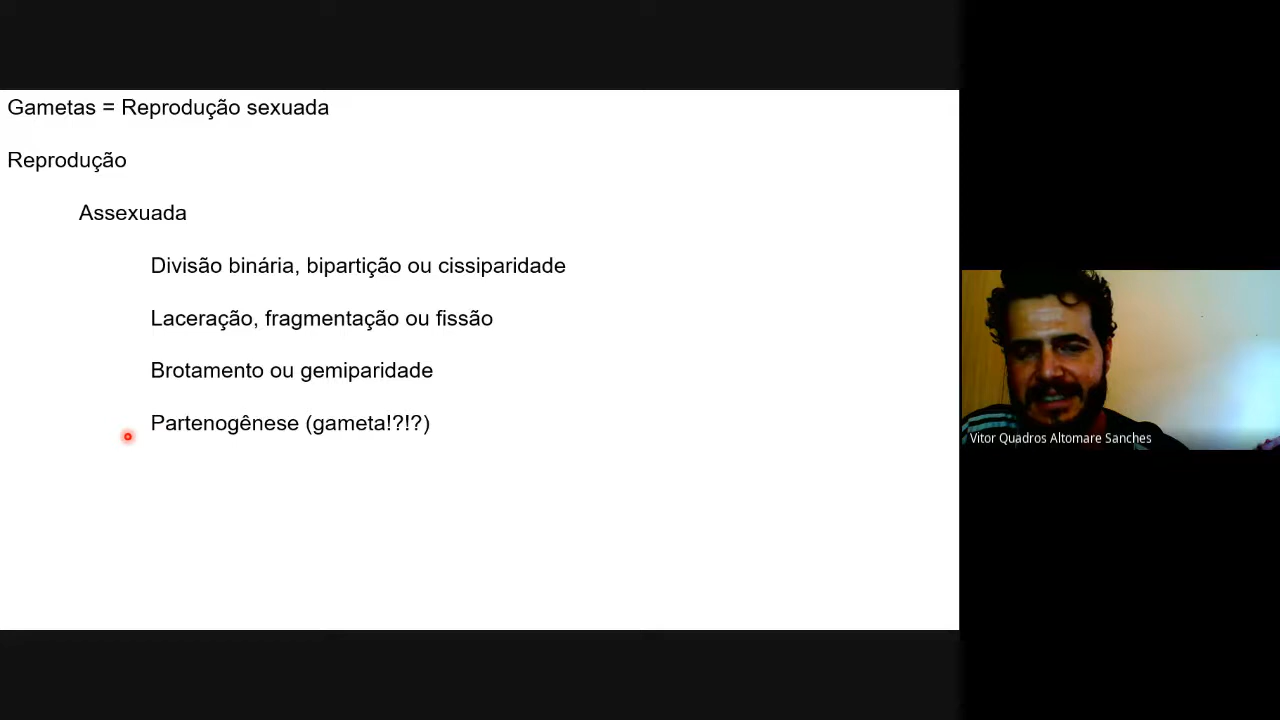 Gametas = Reprodução sexuada
Reprodução
Assexuada
Divisão binária, bipartição ou cissiparidade
Laceração, fragmentação ou fissão
Brotamento ou gemiparidade
Partenogênese (gameta!?!?)
Vitor Quadros Altomare Sanches